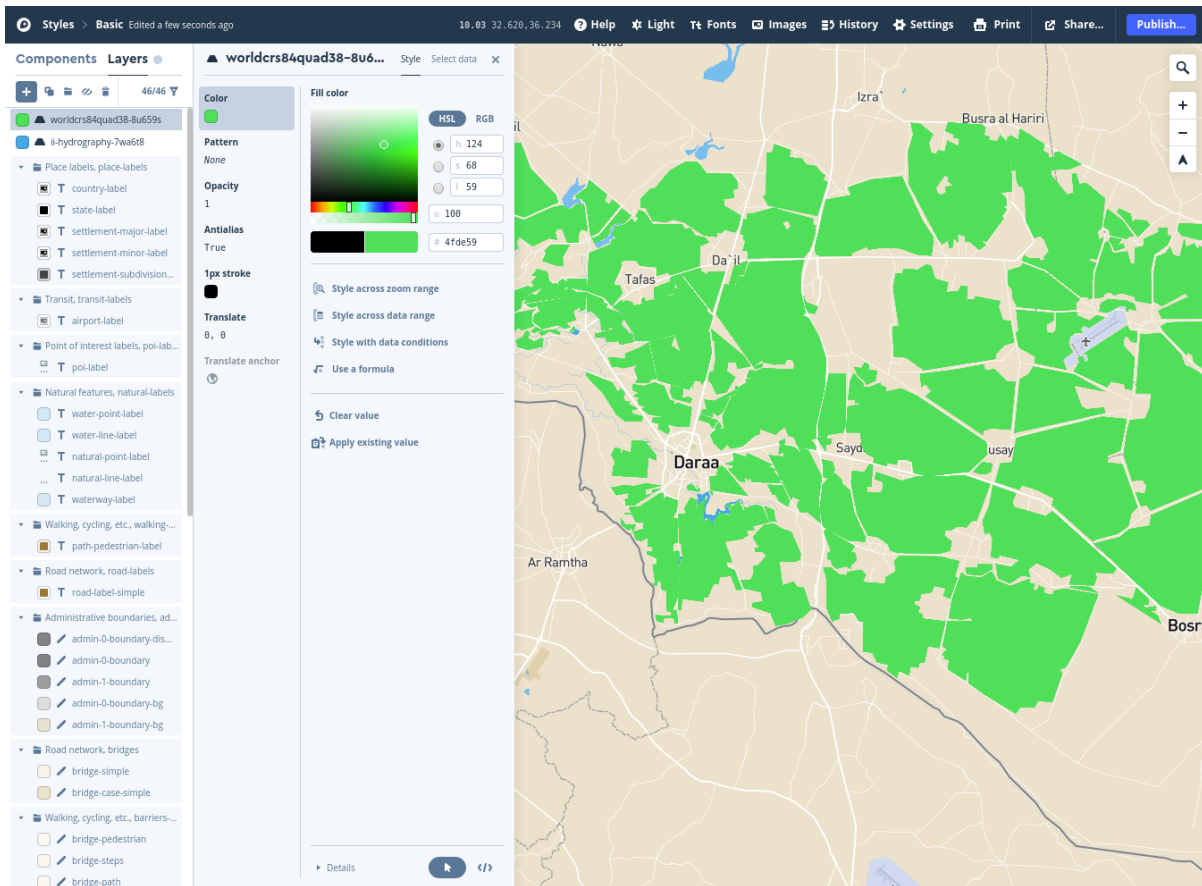 Styles > Basic Edited a few seconds ago
10.03 32.620,36.234 Help Light Fonts Images History Settings Print Share... Publish...
Components Layers
46/46
worldcrs84quad38-8u659s
ii-hydrography-7wa6t8
Place labels, place-labels
country-label
state-label
settlement-major-label
settlement-minor-label
settlement-subdivision...
Transit, transit-labels
airport-label
Point of interest labels, poi-lab...
poi-label
Natural features, natural-labels
water-point-label
water-line-label
natural-point-label
natural-line-label
waterway-label
Walking, cycling, etc., walking-...
path-pedestrian-label
Road network, road-labels
road-label-simple
Administrative boundaries, ad...
admin-0-boundary-dis...
admin-0-boundary
admin-1-boundary
admin-0-boundary-bg
admin-1-boundary-bg
Road network, bridges
bridge-simple
bridge-case-simple
Walking, cycling, etc., barriers-...
bridge-pedestrian
bridge-steps
bridge-path
worldcrs84quad38-8u6... Style Select data
Color
Pattern
None
Opacity
1
Antialias
True
1px stroke
Translate
0, 0
Translate anchor
Fill color
HSL RGB
h 124
s 68
l 59
100
# 4fde59
Style across zoom range
Style across data range
Style with data conditions
Use a formula
Clear value
Apply existing value
Details
</>
Izra`
Busra al Hariri
il
Da`il
Tafas
Daraa
Sayd
usay
Ar Ramtha
Bosr